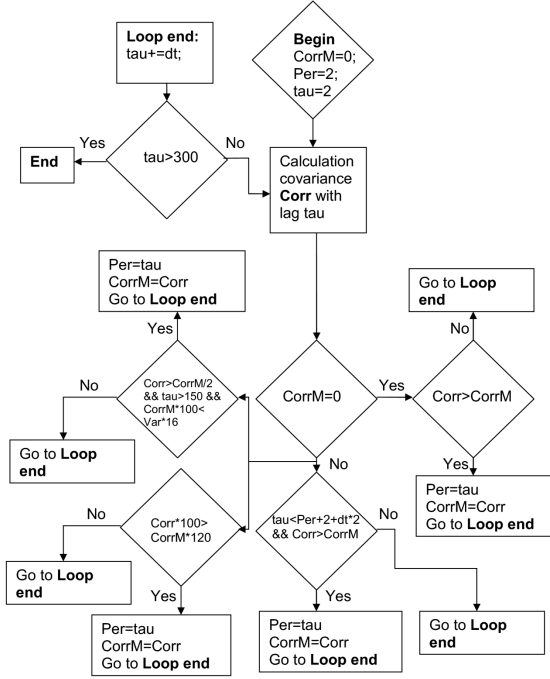 Loop end:
tau+=dt;
Begin
CorrM=0;
Per=2;
tau=2
Yes
No
End
tau>300
Calculation
covariance
Corr with
lag tau
Per=tau
CorrM=Corr
Go to Loop end
Go to Loop
end
Yes
No
No
Corr>CorrM/2
&& tau>150 &&
CorrM*100<
Var*16
CorrM=0
Yes
Corr>CorrM
Go to Loop
end
No
Yes
Per=tau
CorrM=Corr
Go to Loop end
No
Corr*100>
CorrM*120
tau<Per+2+dt*2
&& Corr>CorrM
No
Go to Loop
end
Yes
Yes
Per=tau
CorrM=Corr
Go to Loop end
Per=tau
CorrM=Corr
Go to Loop end
Go to Loop
end